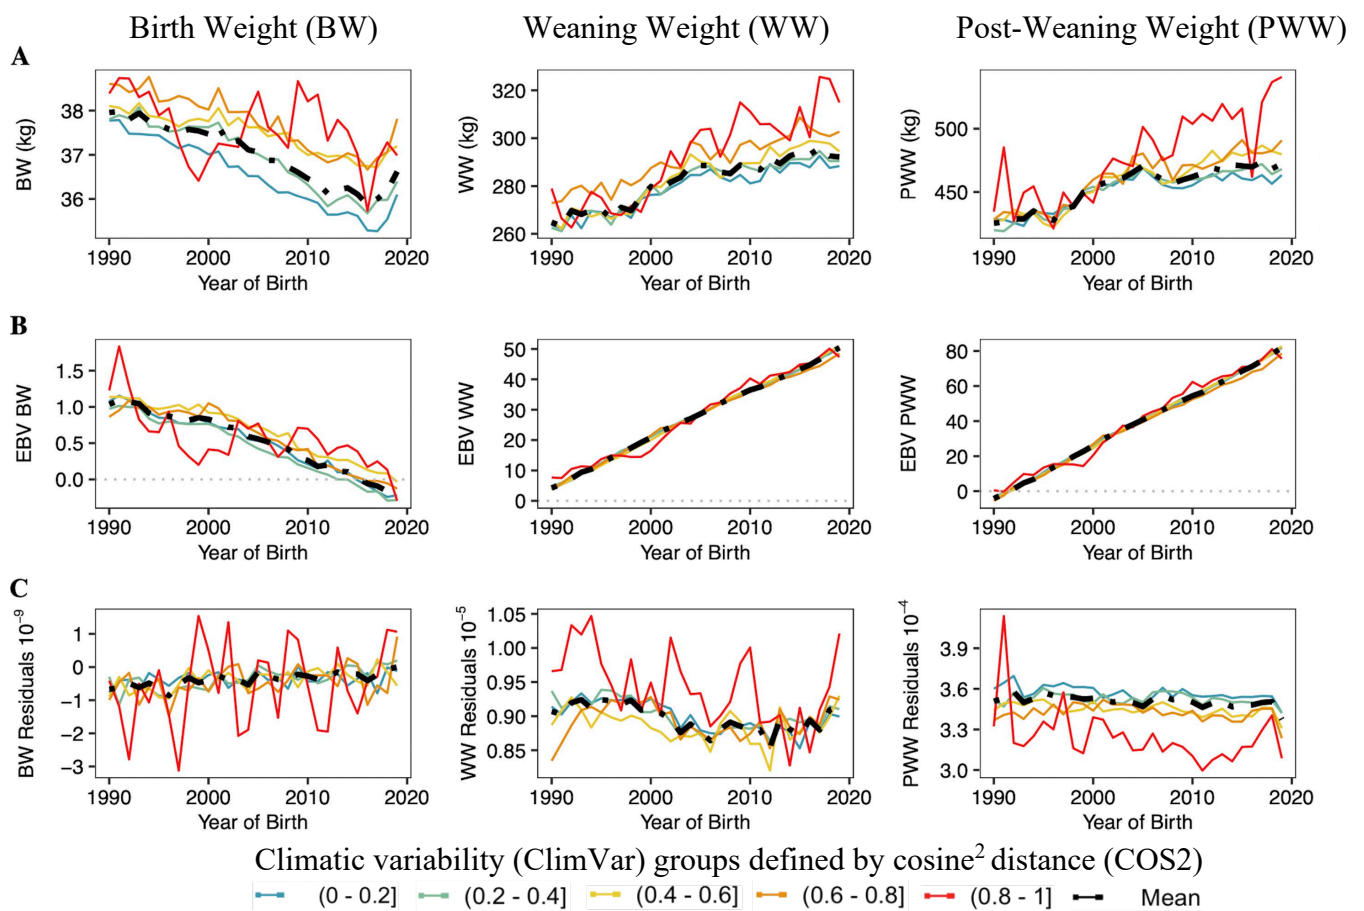 Birth Weight (BW) Weaning Weight (WW) Post-Weaning Weight (PWW)
A
BW (kg)
38
37
36
1990 2000 2010 2020
Year of Birth
WW (kg)
320
300
280
260
1990 2000 2010 2020
Year of Birth
PWW (kg)
500
450
1990 2000 2010 2020
Year of Birth
B
EBV BW
1.5
1.0
0.5
0.0
1990 2000 2010 2020
Year of Birth
EBV WW
50
40
30
20
10
0
1990 2000 2010 2020
Year of Birth
EBV PWW
80
60
40
20
0
1990 2000 2010 2020
Year of Birth
C
BW Residuals 10⁻⁹
1
0
−1
−2
−3
1990 2000 2010 2020
Year of Birth
WW Residuals 10⁻⁵
1.05
1.00
0.95
0.90
0.85
1990 2000 2010 2020
Year of Birth
PWW Residuals 10⁻⁴
3.9
3.6
3.3
3.0
1990 2000 2010 2020
Year of Birth
Climatic variability (ClimVar) groups defined by cosine² distance (COS2)
(0 - 0.2] (0.2 - 0.4] (0.4 - 0.6] (0.6 - 0.8] (0.8 - 1] Mean